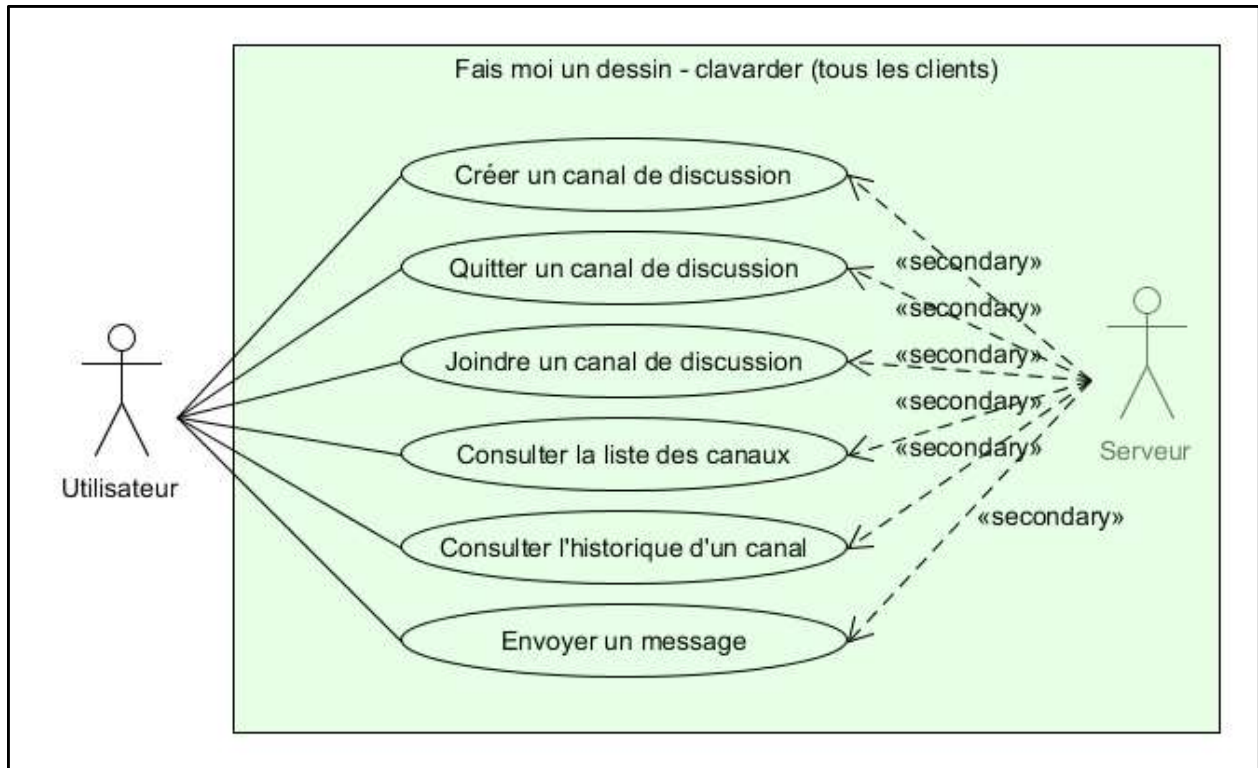 Fais moi un dessin - clavarder (tous les clients)
Créer un canal de discussion
Quitter un canal de discussion
«secondary»
«secondary»
Joindre un canal de discussion
«secondary»
«secondary»
Consulter la liste des canaux
«secondary»
Serveur
Utilisateur
«secondary»
Consulter l'historique d'un canal
Envoyer un message